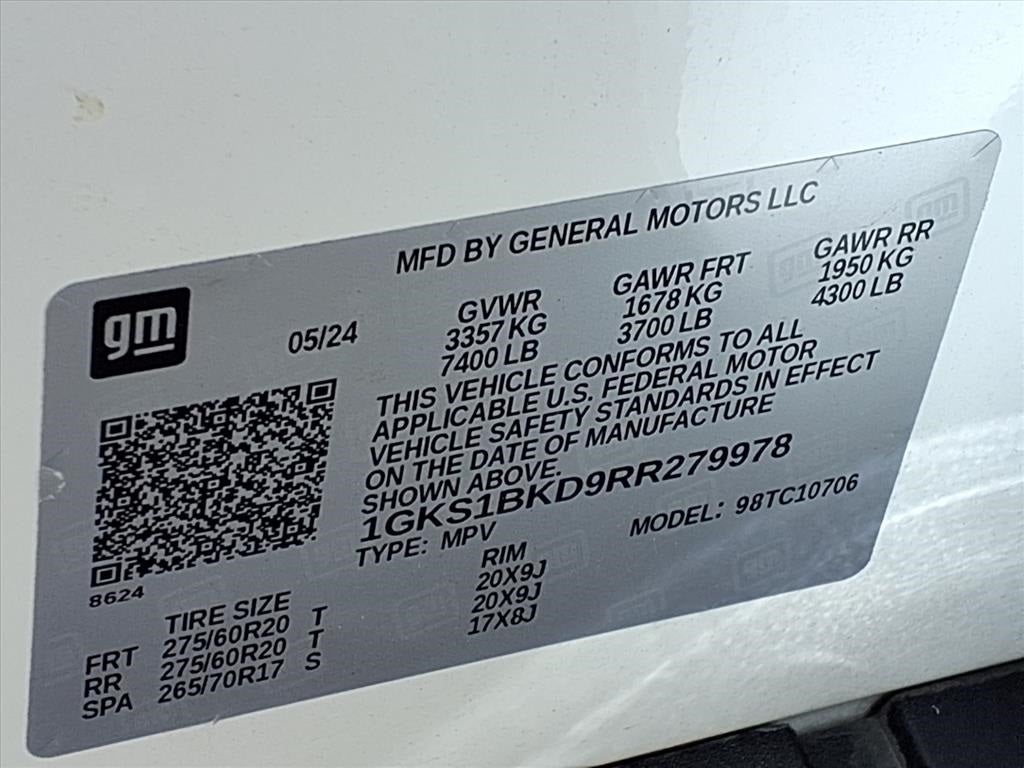 MFD BY GENERAL MOTORS LLC
gm
05/24
GVWR
3357 KG
7400 LB
GAWR FRT
1678 KG
3700 LB
GAWR RR
1950 KG
4300 LB
THIS VEHICLE CONFORMS TO ALL
APPLICABLE U.S. FEDERAL MOTOR
VEHICLE SAFETY STANDARDS IN EFFECT
ON THE DATE OF MANUFACTURE
SHOWN ABOVE.
1GKS1BKD9RR279978
TYPE: MPV
MODEL: 98TC10706
8624
TIRE SIZE RIM
FRT 275/60R20 T 20X9J
RR 275/60R20 T 20X9J
SPA 265/70R17 S 17X8J